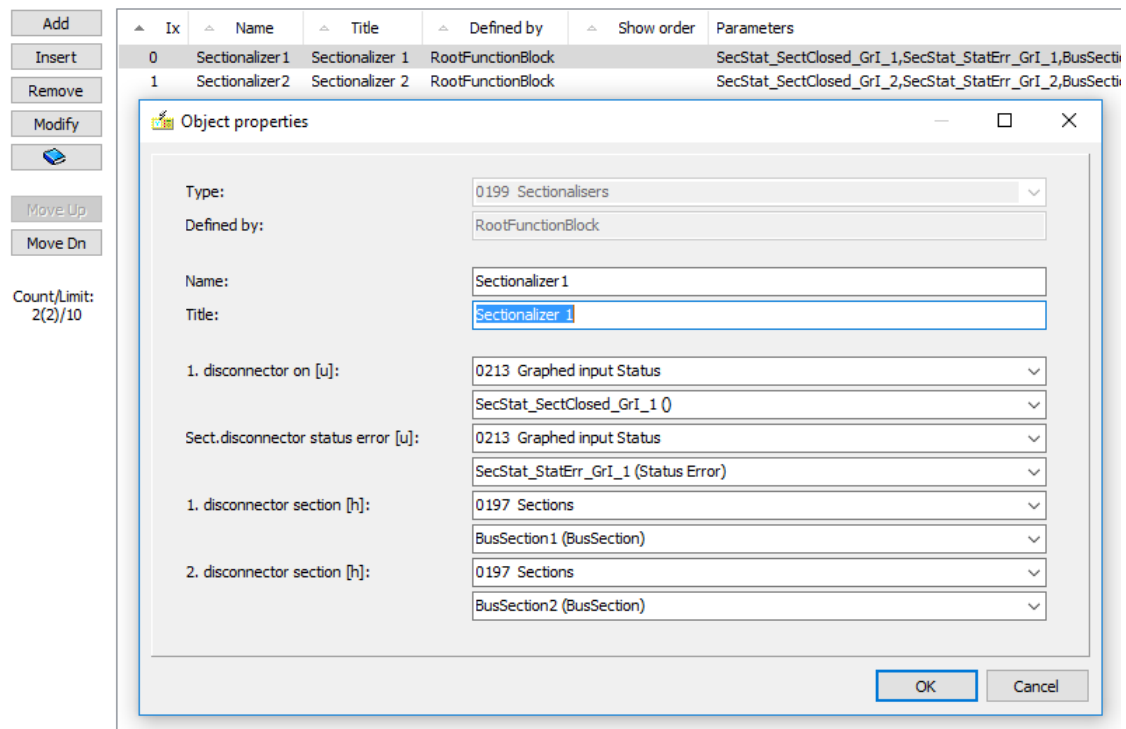 Add
Insert
Remove
Modify
Move Up
Move Dn
Count/Limit:
2(2)/10
Ix Name Title Defined by Show order Parameters
0 Sectionalizer1 Sectionalizer 1 RootFunctionBlock SecStat_SectClosed_GrI_1,SecStat_StatErr_GrI_1,BusSecti
1 Sectionalizer2 Sectionalizer 2 RootFunctionBlock SecStat_SectClosed_GrI_2,SecStat_StatErr_GrI_2,BusSecti
Object properties
Type: 0199 Sectionalisers
Defined by: RootFunctionBlock
Name: Sectionalizer1
Title: Sectionalizer 1
1. disconnector on [u]: 0213 Graphed input Status
SecStat_SectClosed_GrI_1 ()
Sect.disconnector status error [u]: 0213 Graphed input Status
SecStat_StatErr_GrI_1 (Status Error)
1. disconnector section [h]: 0197 Sections
BusSection1 (BusSection)
2. disconnector section [h]: 0197 Sections
BusSection2 (BusSection)
OK Cancel